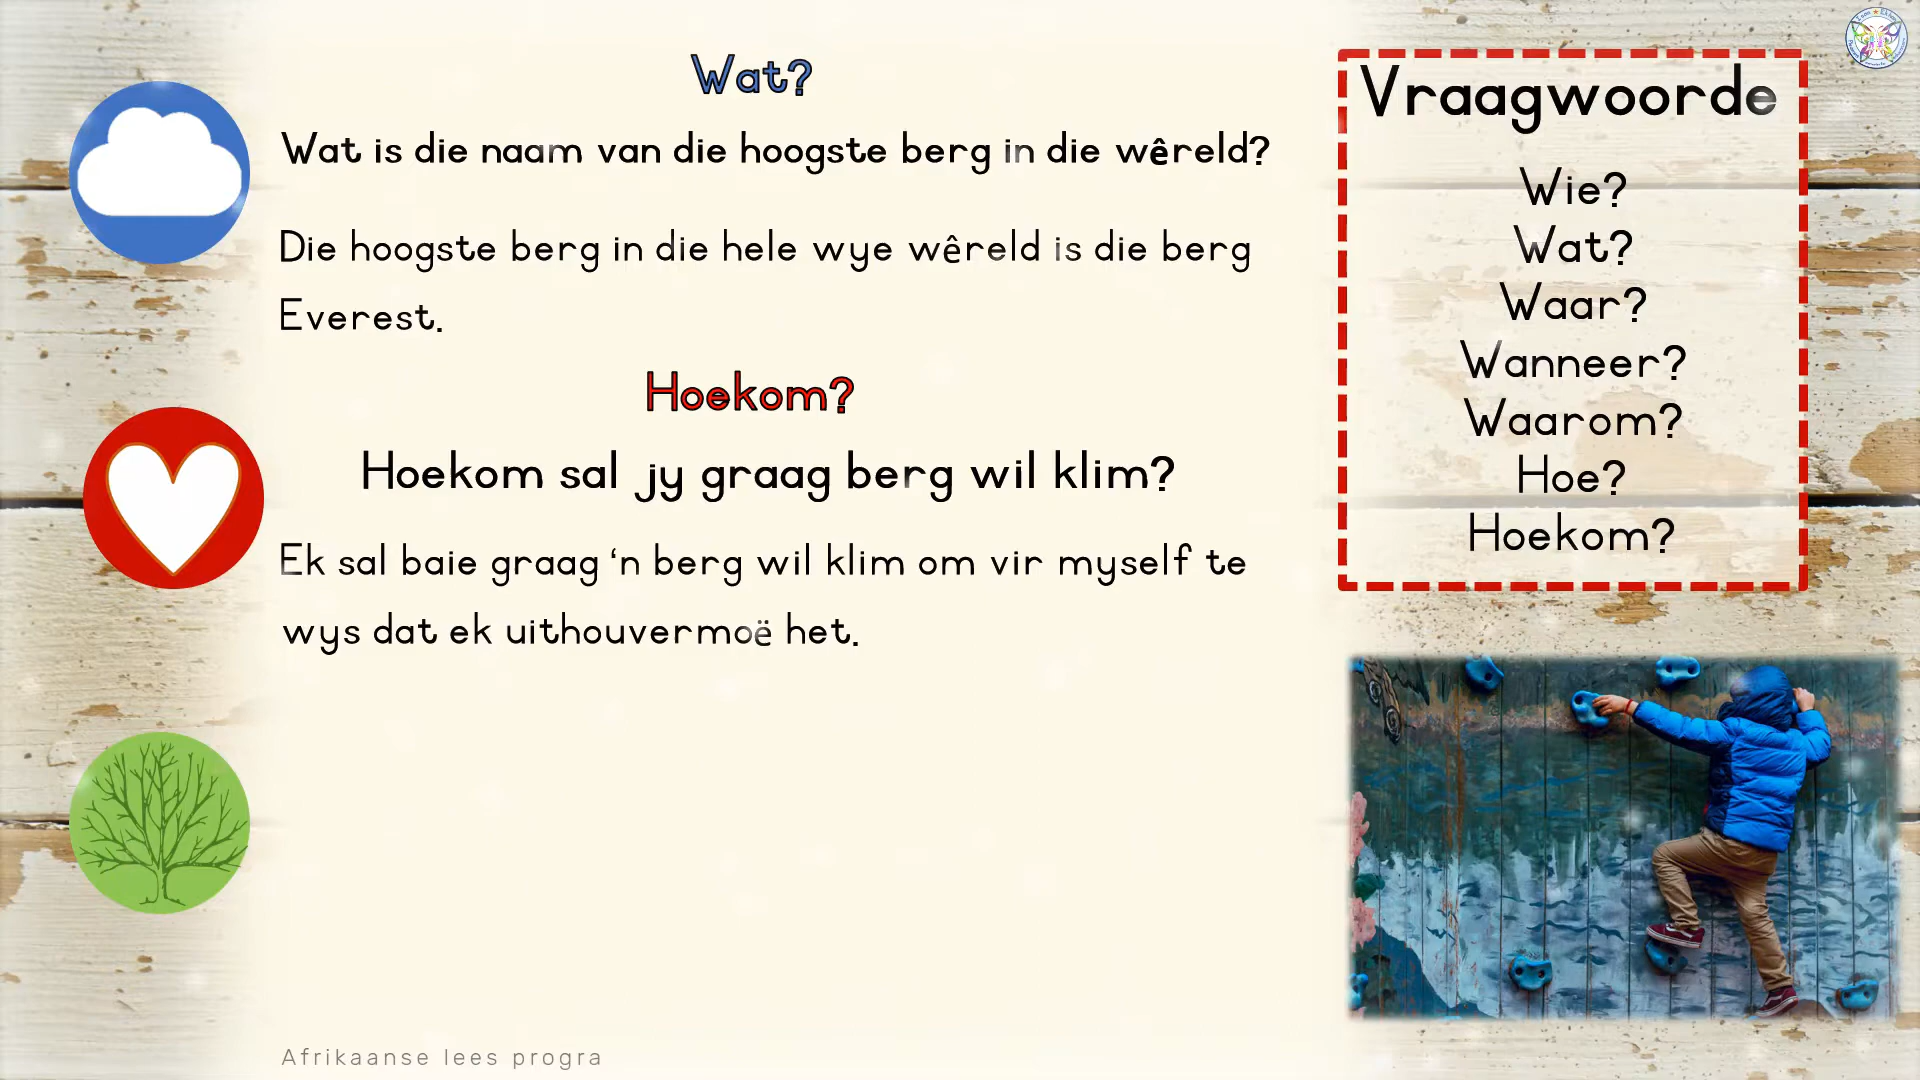 Wat?
Wat is die naam van die hoogste berg in die wêreld?
Die hoogste berg in die hele wye wêreld is die berg
Everest.
Hoekom?
Hoekom sal jy graag berg wil klim?
Ek sal baie graag ‘n berg wil klim om vir myself te
wys dat ek uithouvermoë het.
Vraagwoorde
Wie?
Wat?
Waar?
Wanneer?
Waarom?
Hoe?
Hoekom?
Afrikaanse lees progra